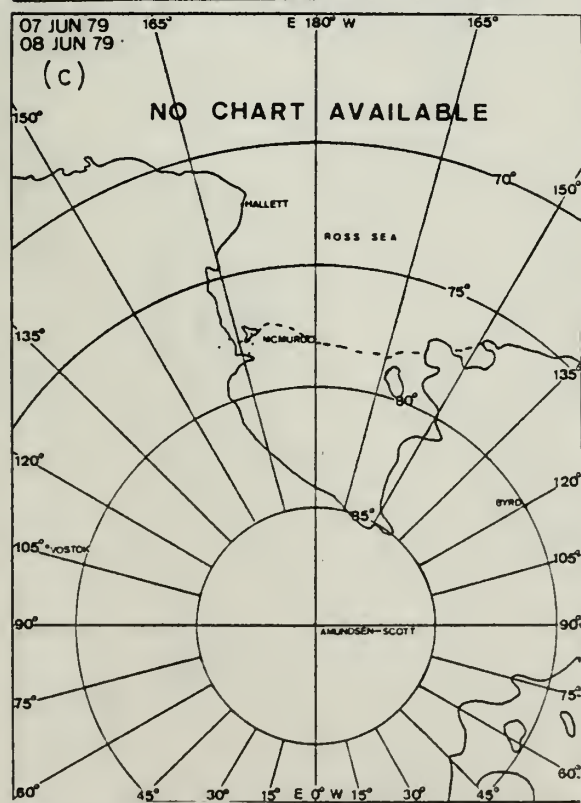 07 JUN 79
08 JUN 79
(c)
165° E 180° W 165°
NO CHART AVAILABLE
150°
70°
150°
HALLETT
ROSS SEA
75°
135°
MCMURDO
135°
80°
120°
BYRD
120°
85°
105° VOSTOK
105°
90°
AMUNDSEN-SCOTT
90°
75°
75°
60°
60°
45° 30° 15° E 0° W 15° 30° 45°